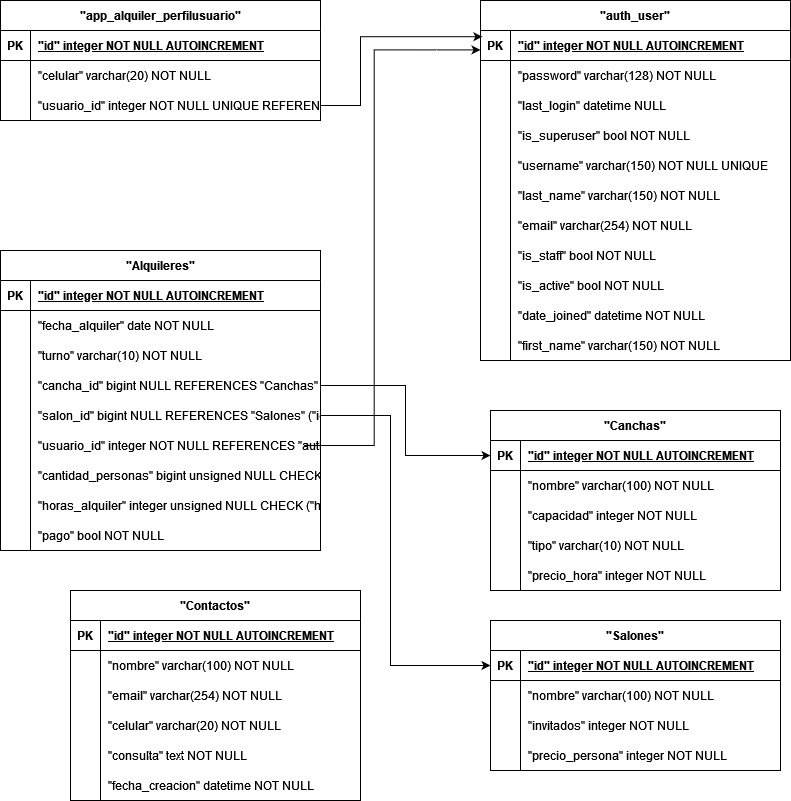 "app_alquiler_perfilusuario"
PK "id" integer NOT NULL AUTOINCREMENT
"celular" varchar(20) NOT NULL
"usuario_id" integer NOT NULL UNIQUE REFEREN
"auth_user"
PK "id" integer NOT NULL AUTOINCREMENT
"password" varchar(128) NOT NULL
"last_login" datetime NULL
"is_superuser" bool NOT NULL
"username" varchar(150) NOT NULL UNIQUE
"last_name" varchar(150) NOT NULL
"email" varchar(254) NOT NULL
"is_staff" bool NOT NULL
"is_active" bool NOT NULL
"date_joined" datetime NOT NULL
"first_name" varchar(150) NOT NULL
"Alquileres"
PK "id" integer NOT NULL AUTOINCREMENT
"fecha_alquiler" date NOT NULL
"turno" varchar(10) NOT NULL
"cancha_id" bigint NULL REFERENCES "Canchas"
"salon_id" bigint NULL REFERENCES "Salones" ("i
"usuario_id" integer NOT NULL REFERENCES "aut
"cantidad_personas" bigint unsigned NULL CHECK
"horas_alquiler" integer unsigned NULL CHECK ("h
"pago" bool NOT NULL
"Canchas"
PK "id" integer NOT NULL AUTOINCREMENT
"nombre" varchar(100) NOT NULL
"capacidad" integer NOT NULL
"tipo" varchar(10) NOT NULL
"precio_hora" integer NOT NULL
"Contactos"
PK "id" integer NOT NULL AUTOINCREMENT
"nombre" varchar(100) NOT NULL
"email" varchar(254) NOT NULL
"celular" varchar(20) NOT NULL
"consulta" text NOT NULL
"fecha_creacion" datetime NOT NULL
"Salones"
PK "id" integer NOT NULL AUTOINCREMENT
"nombre" varchar(100) NOT NULL
"invitados" integer NOT NULL
"precio_persona" integer NOT NULL